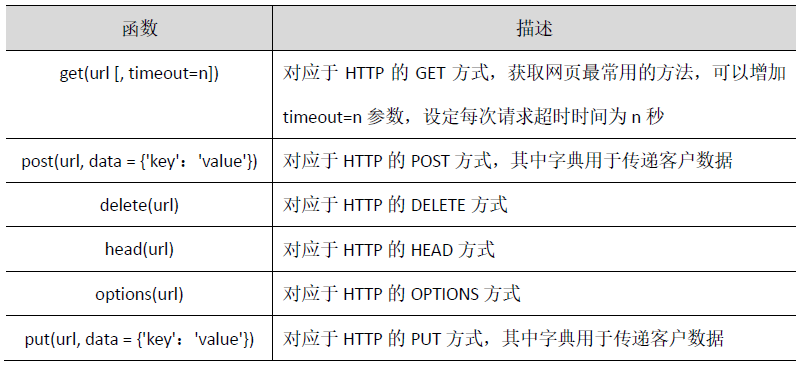 函数 描述
get(url [, timeout=n]) 对应于 HTTP 的 GET 方式，获取网页最常用的方法，可以增加
timeout=n 参数，设定每次请求超时时间为 n 秒
post(url, data = {'key'：'value'}) 对应于 HTTP 的 POST 方式，其中字典用于传递客户数据
delete(url) 对应于 HTTP 的 DELETE 方式
head(url) 对应于 HTTP 的 HEAD 方式
options(url) 对应于 HTTP 的 OPTIONS 方式
put(url, data = {'key'：'value'}) 对应于 HTTP 的 PUT 方式，其中字典用于传递客户数据